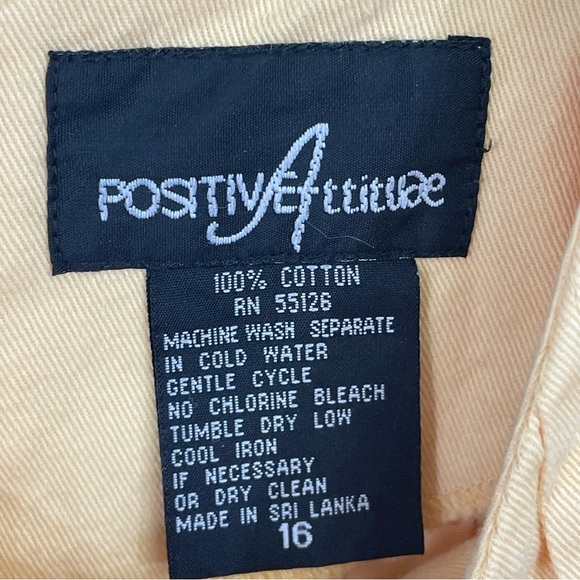 POSITIVE Attitude
100% COTTON
RN 55126
MACHINE WASH SEPARATE
IN COLD WATER
GENTLE CYCLE
NO CHLORINE BLEACH
TUMBLE DRY LOW
COOL IRON
IF NECESSARY
OR DRY CLEAN
MADE IN SRI LANKA
16